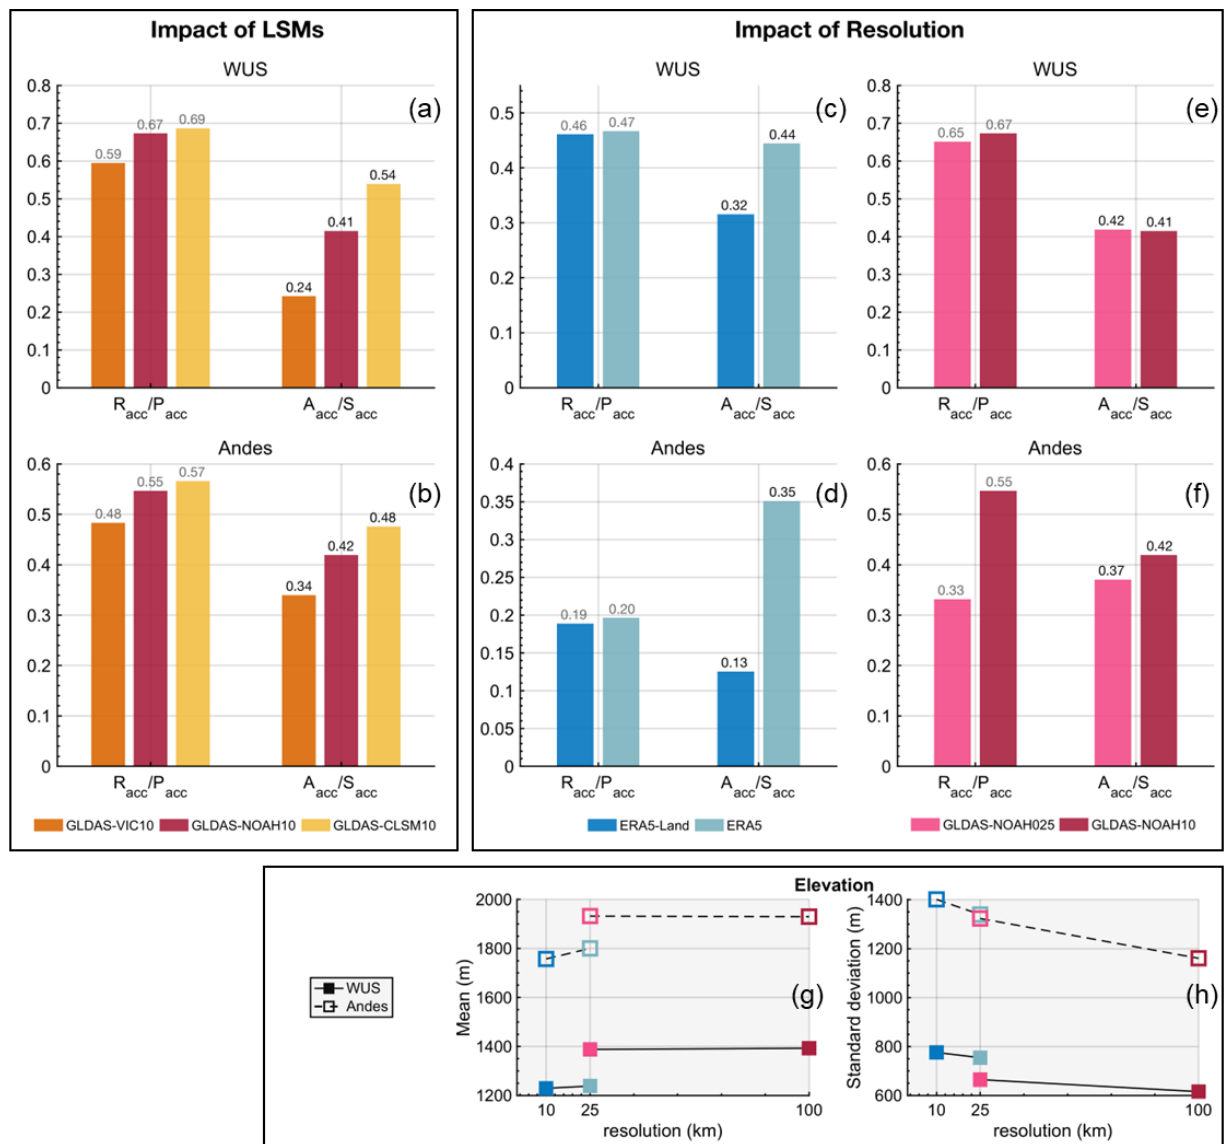 Impact of LSMs
WUS
(a)
0.8
0.7
0.6
0.5
0.4
0.3
0.2
0.1
0
0.59
0.67
0.69
0.24
0.41
0.54
Racc/Pacc
Aacc/Sacc
Andes
(b)
0.6
0.5
0.4
0.3
0.2
0.1
0
0.48
0.55
0.57
0.34
0.42
0.48
Racc/Pacc
Aacc/Sacc
GLDAS-VIC10 GLDAS-NOAH10 GLDAS-CLSM10
Impact of Resolution
WUS
(c)
0.5
0.4
0.3
0.2
0.1
0
0.46
0.47
0.32
0.44
Racc/Pacc
Aacc/Sacc
WUS
(e)
0.8
0.7
0.6
0.5
0.4
0.3
0.2
0.1
0
0.65
0.67
0.42
0.41
Racc/Pacc
Aacc/Sacc
Andes
(d)
0.4
0.35
0.3
0.25
0.2
0.15
0.1
0.05
0
0.19
0.20
0.13
0.35
Racc/Pacc
Aacc/Sacc
ERA5-Land ERA5
Andes
(f)
0.6
0.5
0.4
0.3
0.2
0.1
0
0.33
0.55
0.37
0.42
Racc/Pacc
Aacc/Sacc
GLDAS-NOAH025 GLDAS-NOAH10
Elevation
WUS
Andes
Mean (m)
2000
1800
1600
1400
1200
(g)
10 25 100
resolution (km)
Standard deviation (m)
1400
1200
1000
800
600
(h)
10 25 100
resolution (km)